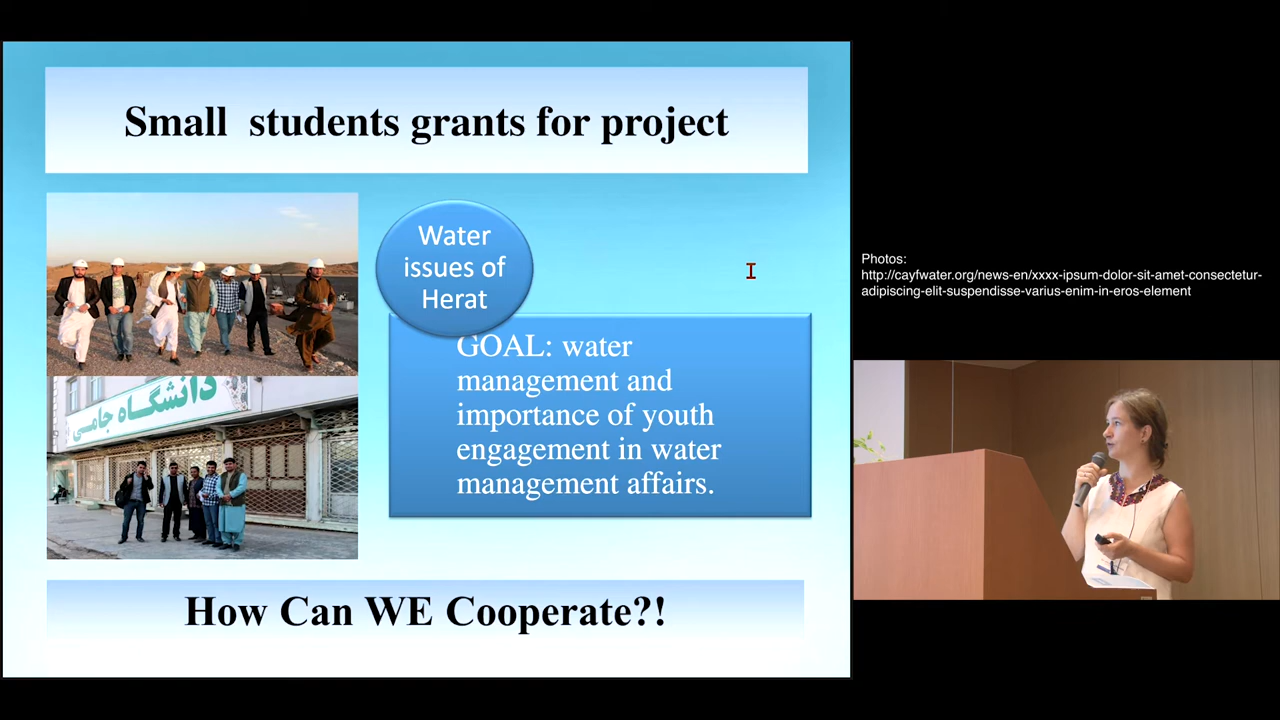 Small students grants for project
Water
issues of
Herat
GOAL: water
management and
importance of youth
engagement in water
management affairs.
دانشگاه جامی
How Can WE Cooperate?!
Photos:
http://cayfwater.org/news-en/xxxx-ipsum-dolor-sit-amet-consectetur-
adipiscing-elit-suspendisse-varius-enim-in-eros-element